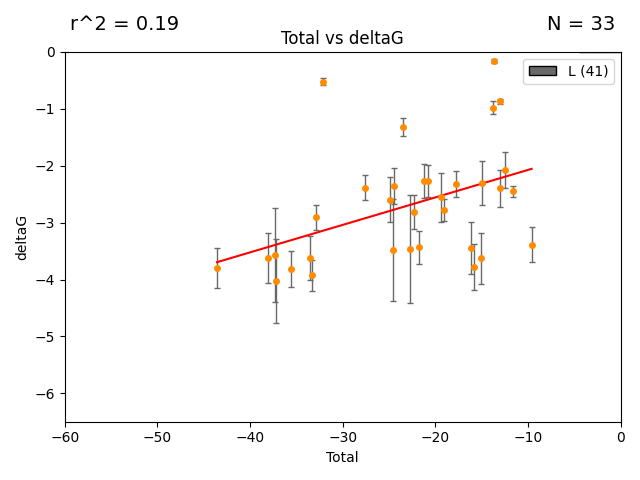 r^2 = 0.19
N = 33
Total vs deltaG
L (41)
deltaG
0
−1
−2
−3
−4
−5
−6
−60
−50
−40
−30
−20
−10
0
Total